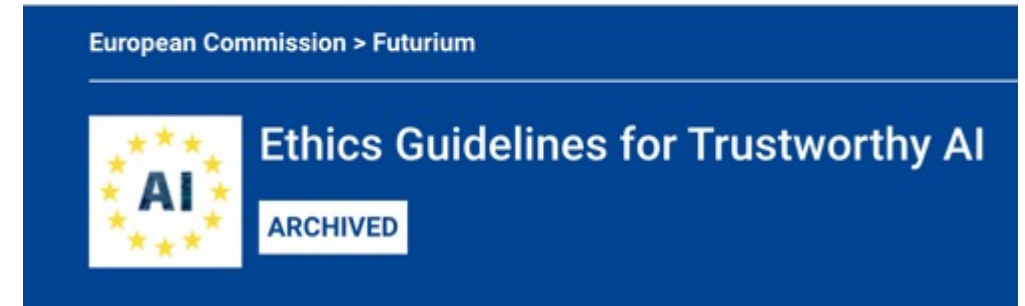 European Commission > Futurium
Ethics Guidelines for Trustworthy AI
AI
ARCHIVED